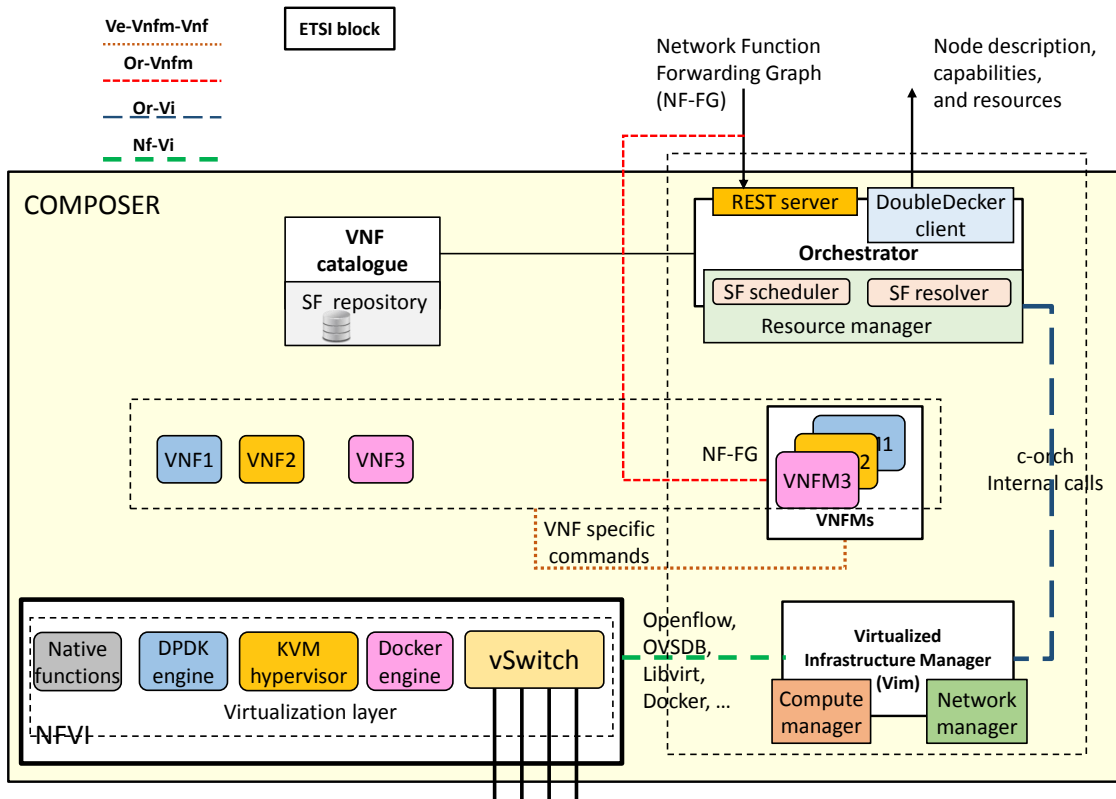 Ve-Vnfm-Vnf
Or-Vnfm
Or-Vi
Nf-Vi
ETSI block
Network Function
Forwarding Graph
(NF-FG)
Node description,
capabilities,
and resources
COMPOSER
VNF
catalogue
SF repository
REST server
DoubleDecker
client
Orchestrator
SF scheduler
SF resolver
Resource manager
VNF1
VNF2
VNF3
NF-FG
1
2
VNFM3
VNFMs
c-orch
Internal calls
VNF specific
commands
Native
functions
DPDK
engine
KVM
hypervisor
Docker
engine
vSwitch
Virtualization layer
NFVI
Openflow,
OVSDB,
Libvirt,
Docker, ...
Virtualized
Infrastructure Manager
(Vim)
Compute
manager
Network
manager